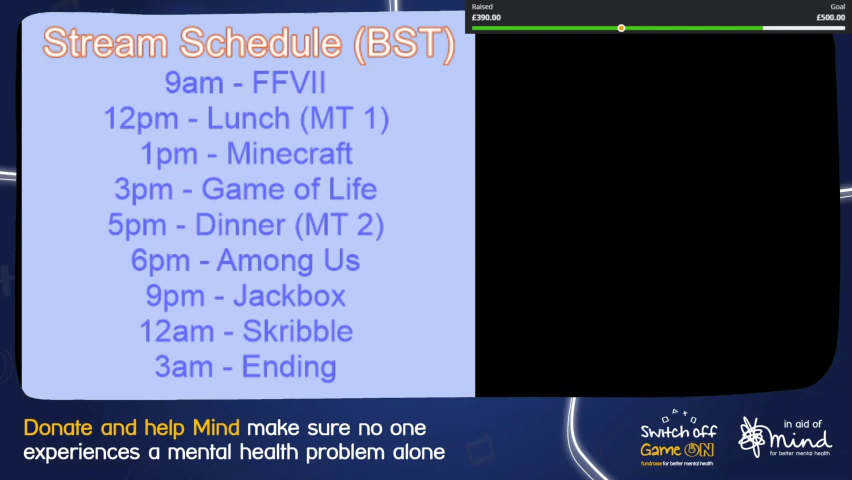 Stream Schedule (BST)
9am - FFVII
12pm - Lunch (MT 1)
1pm - Minecraft
3pm - Game of Life
5pm - Dinner (MT 2)
6pm - Among Us
9pm - Jackbox
12am - Skribble
3am - Ending
Raised Goal
£390.00 £500.00
Donate and help Mind make sure no one
experiences a mental health problem alone
Switch off
Game ON
fundraise for better mental health
in aid of
mind
for better mental health